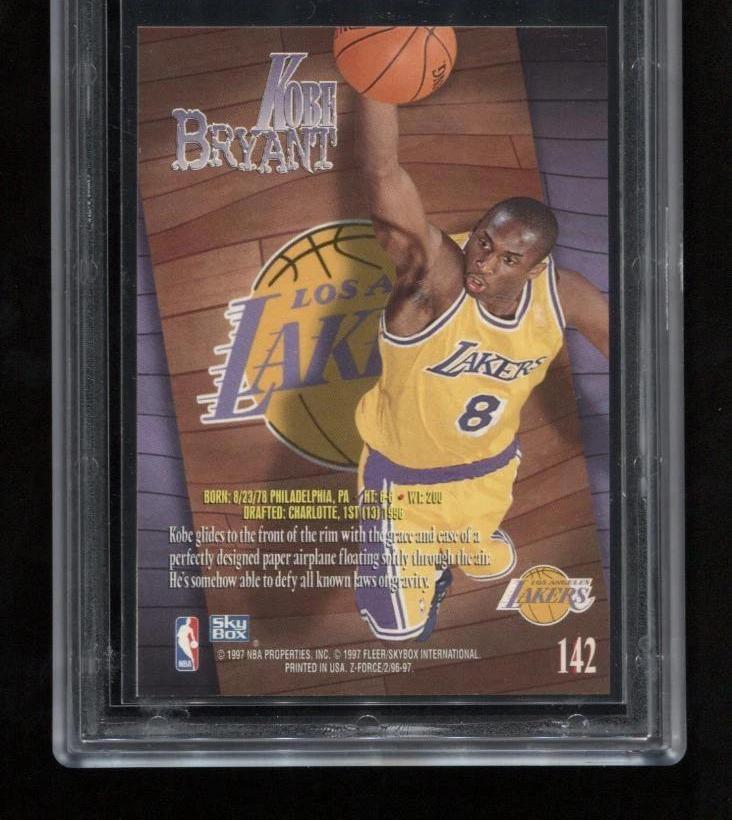 KOBE
BRYANT
LOS A
LAK
LAKERS
8
BORN: 8/23/78 PHILADELPHIA, PA • HT: 6-6 • WT: 200
DRAFTED: CHARLOTTE, 1ST (13) 1996
Kobe glides to the front of the rim with the grace and ease of a
perfectly designed paper airplane floating softly through the air.
He's somehow able to defy all known laws of gravity.
LOS ANGELES
LAKERS
NBA
SkyBox
®
© 1997 NBA PROPERTIES, INC. © 1997 FLEER/SKYBOX INTERNATIONAL.
PRINTED IN USA. Z-FORCE/2/96-97.
142